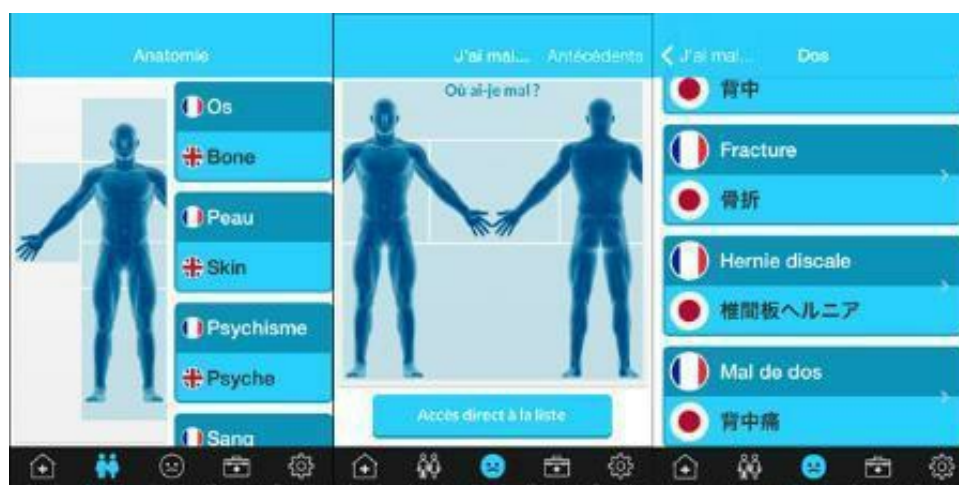 Anatomie
Os
Bone
Peau
Skin
Psychisme
Psyche
Sang
J'ai mal... Antécédents
Où ai-je mal ?
Accès direct à la liste
J'ai mal... Dos
背中
Fracture
骨折
Hernie discale
椎間板ヘルニア
Mal de dos
背中痛